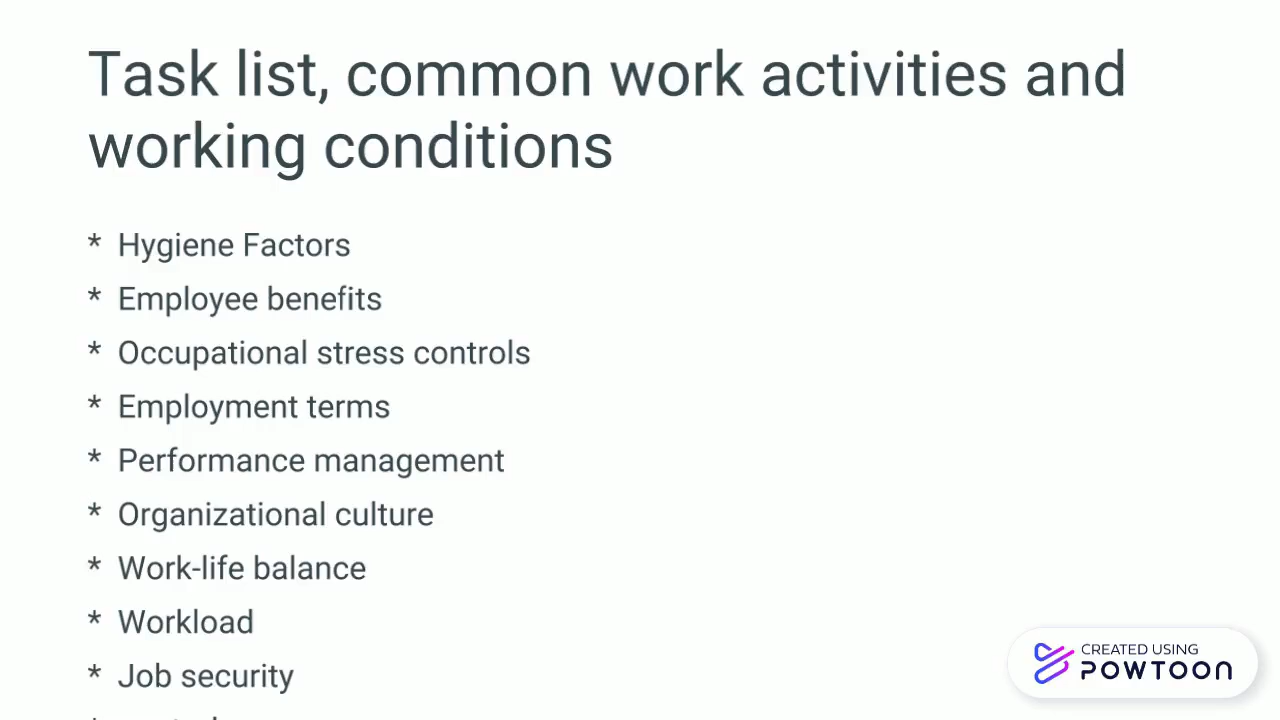 Task list, common work activities and
working conditions
* Hygiene Factors
* Employee benefits
* Occupational stress controls
* Employment terms
* Performance management
* Organizational culture
* Work-life balance
* Workload
* Job security
CREATED USING
POWTOON